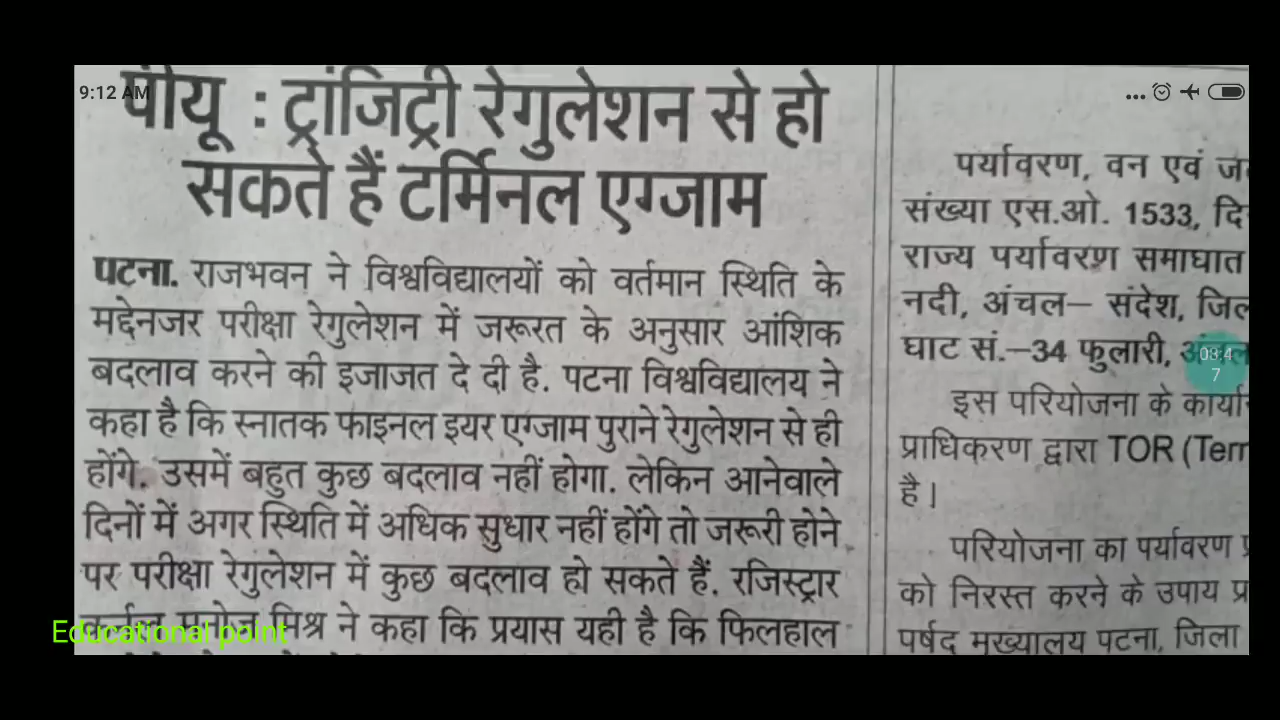 9:12 AM
पीयू : ट्रांजिट्री रेगुलेशन से हो
सकते हैं टर्मिनल एग्जाम
पटना. राजभवन ने विश्वविद्यालयों को वर्तमान स्थिति के
मद्देनजर परीक्षा रेगुलेशन में जरूरत के अनुसार आंशिक
बदलाव करने की इजाजत दे दी है. पटना विश्वविद्यालय ने
कहा है कि स्नातक फाइनल इयर एग्जाम पुराने रेगुलेशन से ही
होंगे. उसमें बहुत कुछ बदलाव नहीं होगा. लेकिन आनेवाले
दिनों में अगर स्थिति में अधिक सुधार नहीं होंगे तो जरूरी होने
पर परीक्षा रेगुलेशन में कुछ बदलाव हो सकते हैं. रजिस्ट्रार
मिश्र ने कहा कि प्रयास यही है कि फिलहाल
Educational point
पर्यावरण, वन एवं
संख्या एस.ओ. 1533,
राज्य पर्यावरण समाघात
नदी, अंचल– संदेश,
घाट सं.–34 फुलारी,
03:4
7
इस परियोजना के
प्राधिकरण द्वारा TOR
है।
परियोजना का पर्यावरण
को निरस्त करने के उपाय
पर्षद मुख्यालय पटना, जिला